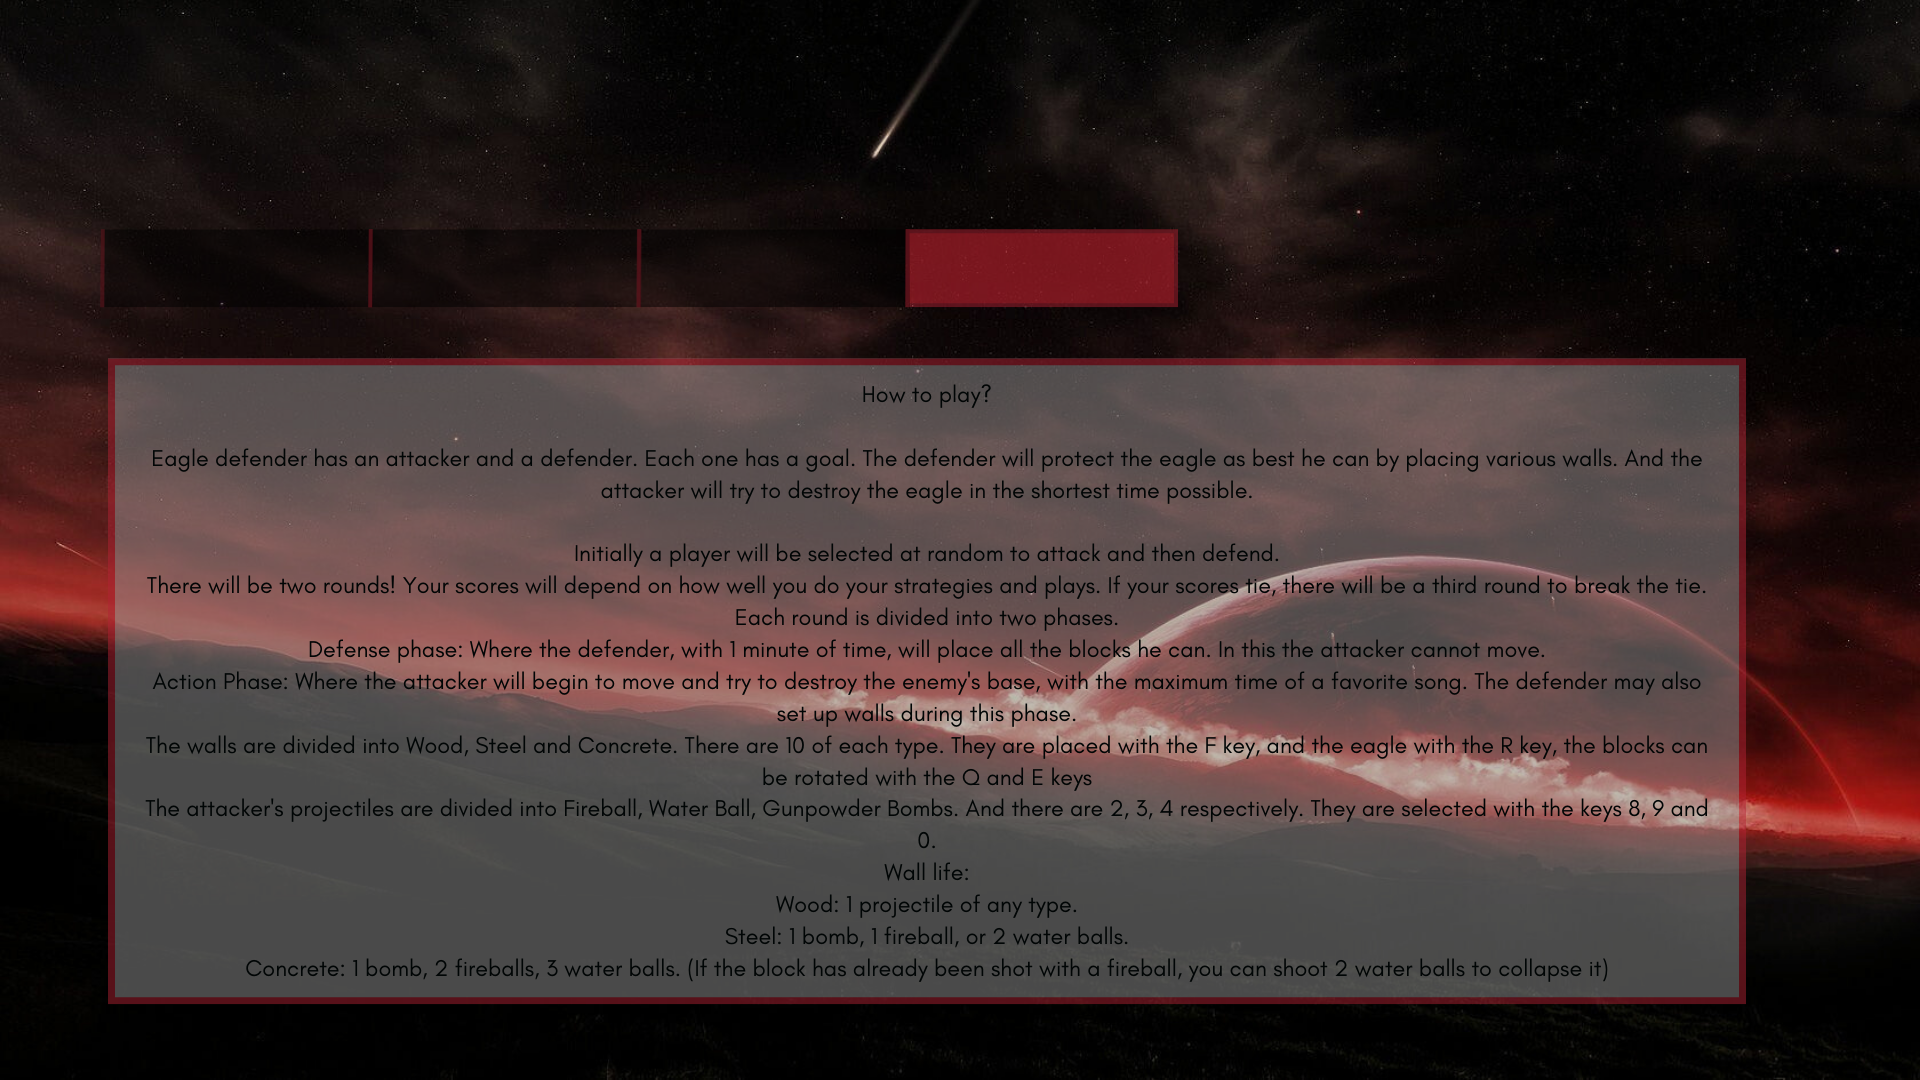 How to play?
Eagle defender has an attacker and a defender. Each one has a goal. The defender will protect the eagle as best he can by placing various walls. And the
attacker will try to destroy the eagle in the shortest time possible.
Initially a player will be selected at random to attack and then defend.
There will be two rounds! Your scores will depend on how well you do your strategies and plays. If your scores tie, there will be a third round to break the tie.
Each round is divided into two phases.
Defense phase: Where the defender, with 1 minute of time, will place all the blocks he can. In this the attacker cannot move.
Action Phase: Where the attacker will begin to move and try to destroy the enemy's base, with the maximum time of a favorite song. The defender may also
set up walls during this phase.
The walls are divided into Wood, Steel and Concrete. There are 10 of each type. They are placed with the F key, and the eagle with the R key, the blocks can
be rotated with the Q and E keys
The attacker's projectiles are divided into Fireball, Water Ball, Gunpowder Bombs. And there are 2, 3, 4 respectively. They are selected with the keys 8, 9 and
0.
Wall life:
Wood: 1 projectile of any type.
Steel: 1 bomb, 1 fireball, or 2 water balls.
Concrete: 1 bomb, 2 fireballs, 3 water balls. (If the block has already been shot with a fireball, you can shoot 2 water balls to collapse it)